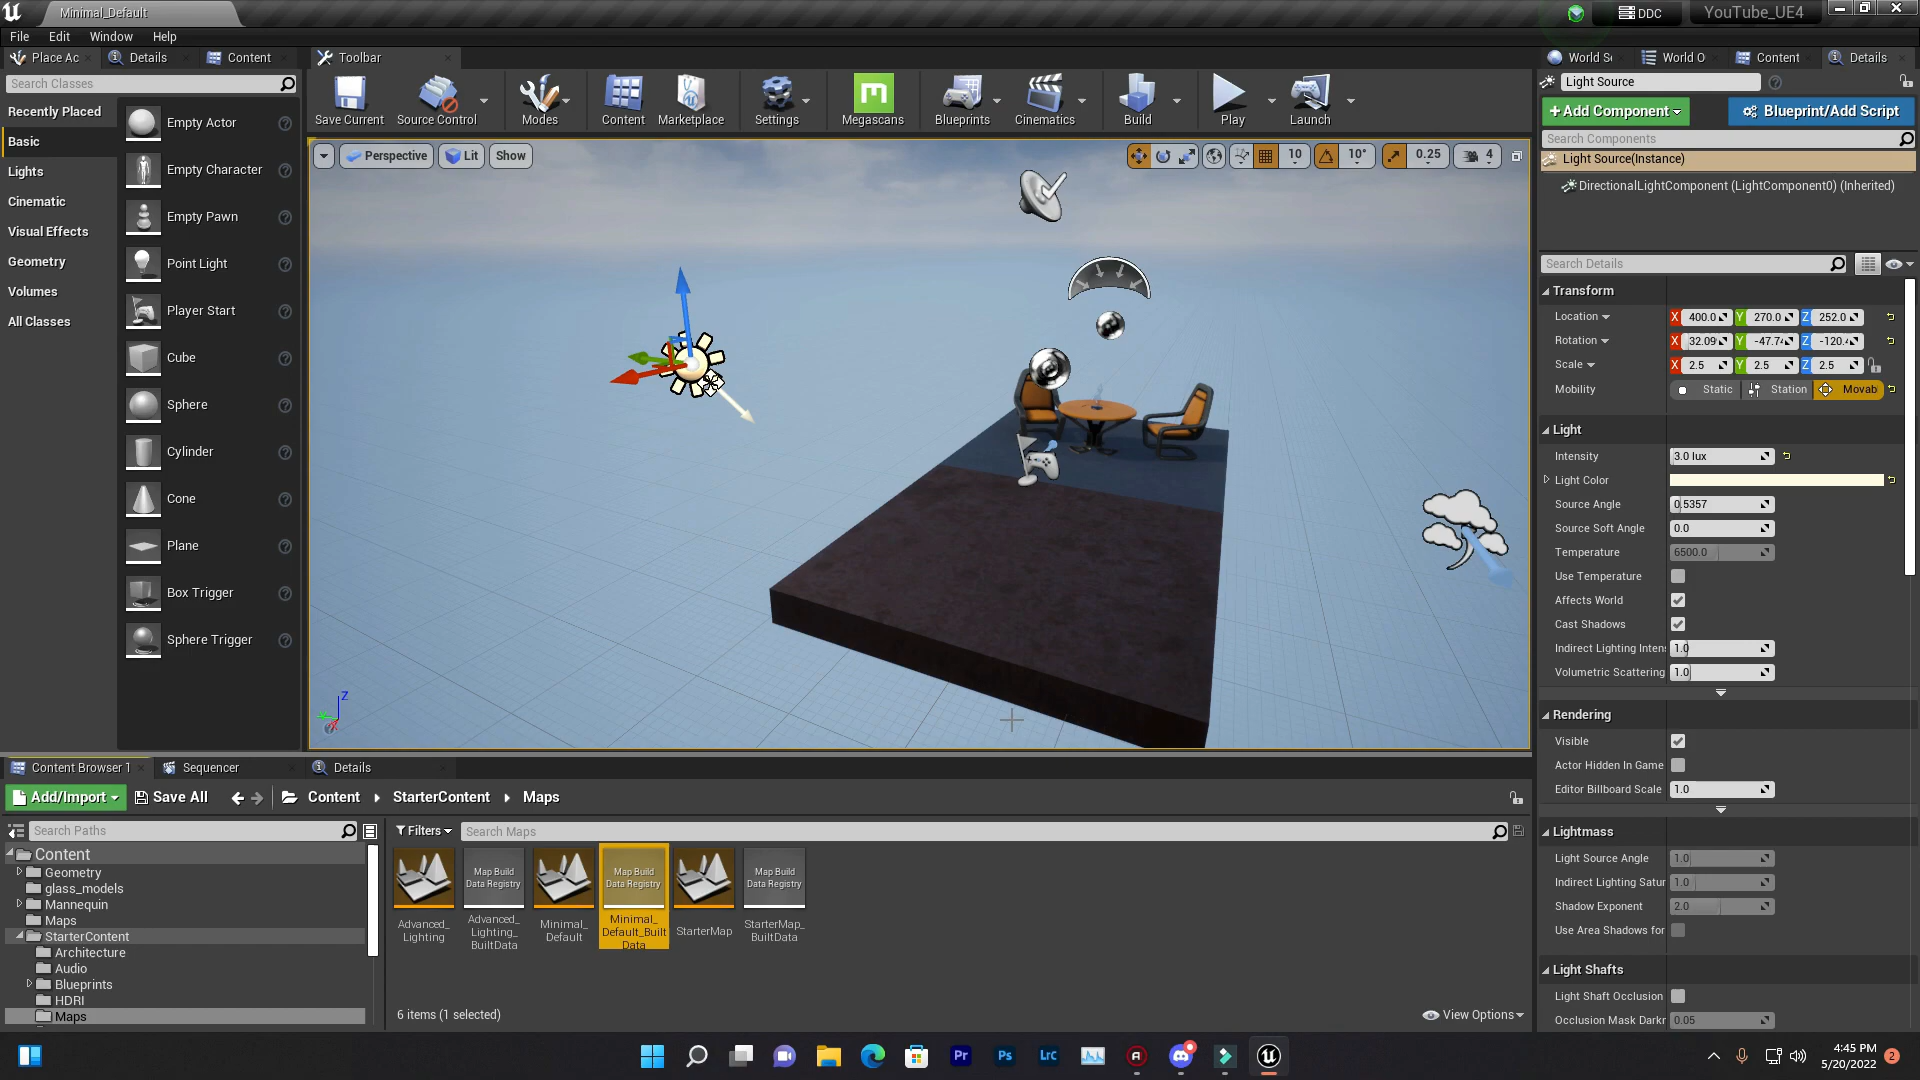 Minimal_Default
DDC
YouTube_UE4
File Edit Window Help
Place Ac
Details
Content
Toolbar
World S
World O
Content
Details
Search Classes
Recently Placed
Basic
Lights
Cinematic
Visual Effects
Geometry
Volumes
All Classes
Empty Actor
Empty Character
Empty Pawn
Point Light
Player Start
Cube
Sphere
Cylinder
Cone
Plane
Box Trigger
Sphere Trigger
Save Current
Source Control
Modes
Content
Marketplace
Settings
Megascans
Blueprints
Cinematics
Build
Play
Launch
Perspective
Lit
Show
10
10°
0.25
4
Z
Light Source
+Add Component
Blueprint/Add Script
Search Components
Light Source(Instance)
DirectionalLightComponent (LightComponent0) (Inherited)
Search Details
Transform
Location X 400.0 Y 270.0 Z 252.0
Rotation X 32.09 Y -47.74 Z -120.4
Scale X 2.5 Y 2.5 Z 2.5
Mobility Static Station Movab
Light
Intensity 3.0 lux
Light Color
Source Angle 0.5357
Source Soft Angle 0.0
Temperature 6500.0
Use Temperature
Affects World
Cast Shadows
Indirect Lighting Intens 1.0
Volumetric Scattering 1.0
Rendering
Visible
Actor Hidden In Game
Editor Billboard Scale 1.0
Lightmass
Light Source Angle 1.0
Indirect Lighting Satur 1.0
Shadow Exponent 2.0
Use Area Shadows for
Light Shafts
Light Shaft Occlusion
Occlusion Mask Darkr 0.05
Content Browser 1
Sequencer
Details
Add/Import
Save All
Content
StarterContent
Maps
Search Paths
Filters
Search Maps
Content
Geometry
glass_models
Mannequin
Maps
StarterContent
Architecture
Audio
Blueprints
HDRI
Maps
Advanced_
Lighting
Map Build
Data Registry
Advanced_
Lighting_
BuiltData
Minimal_
Default
Map Build
Data Registry
Minimal_
Default_Built
Data
StarterMap
Map Build
Data Registry
StarterMap_
BuiltData
6 items (1 selected)
View Options
Pr
Ps
LrC
4:45 PM
5/20/2022
2